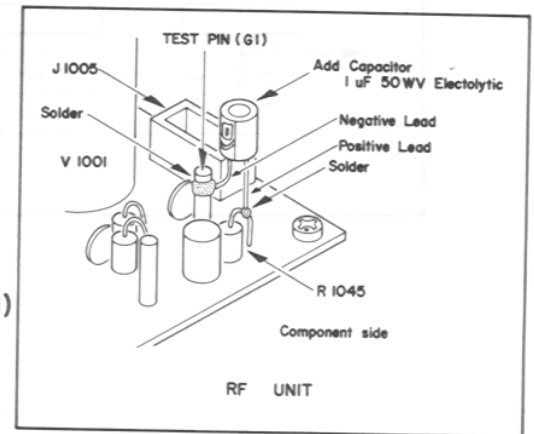 TEST PIN (G1)
J1005
Add Capacitor
1 uF 50WV Electolytic
Solder
Negative Lead
Positive Lead
V 1001
Solder
)
R 1045
Component side
RF UNIT